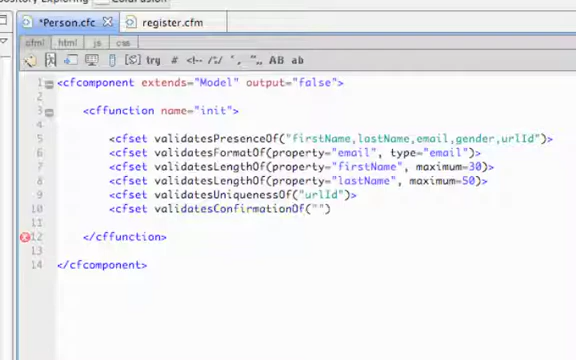 *Person.cfc register.cfm
cfml html js css
try # <!-- AB ab
1 <cfcomponent extends="Model" output="false">
2
3 <cffunction name="init">
4
5 <cfset validatesPresenceOf("firstName,lastName,email,gender,urlId")>
6 <cfset validatesFormatOf(property="email", type="email")>
7 <cfset validatesLengthOf(property="firstName", maximum=30)>
8 <cfset validatesLengthOf(property="lastName", maximum=50)>
9 <cfset validatesUniquenessOf("urlId")>
10 <cfset validatesConfirmationOf("")
11
12 </cffunction>
13
14 </cfcomponent>